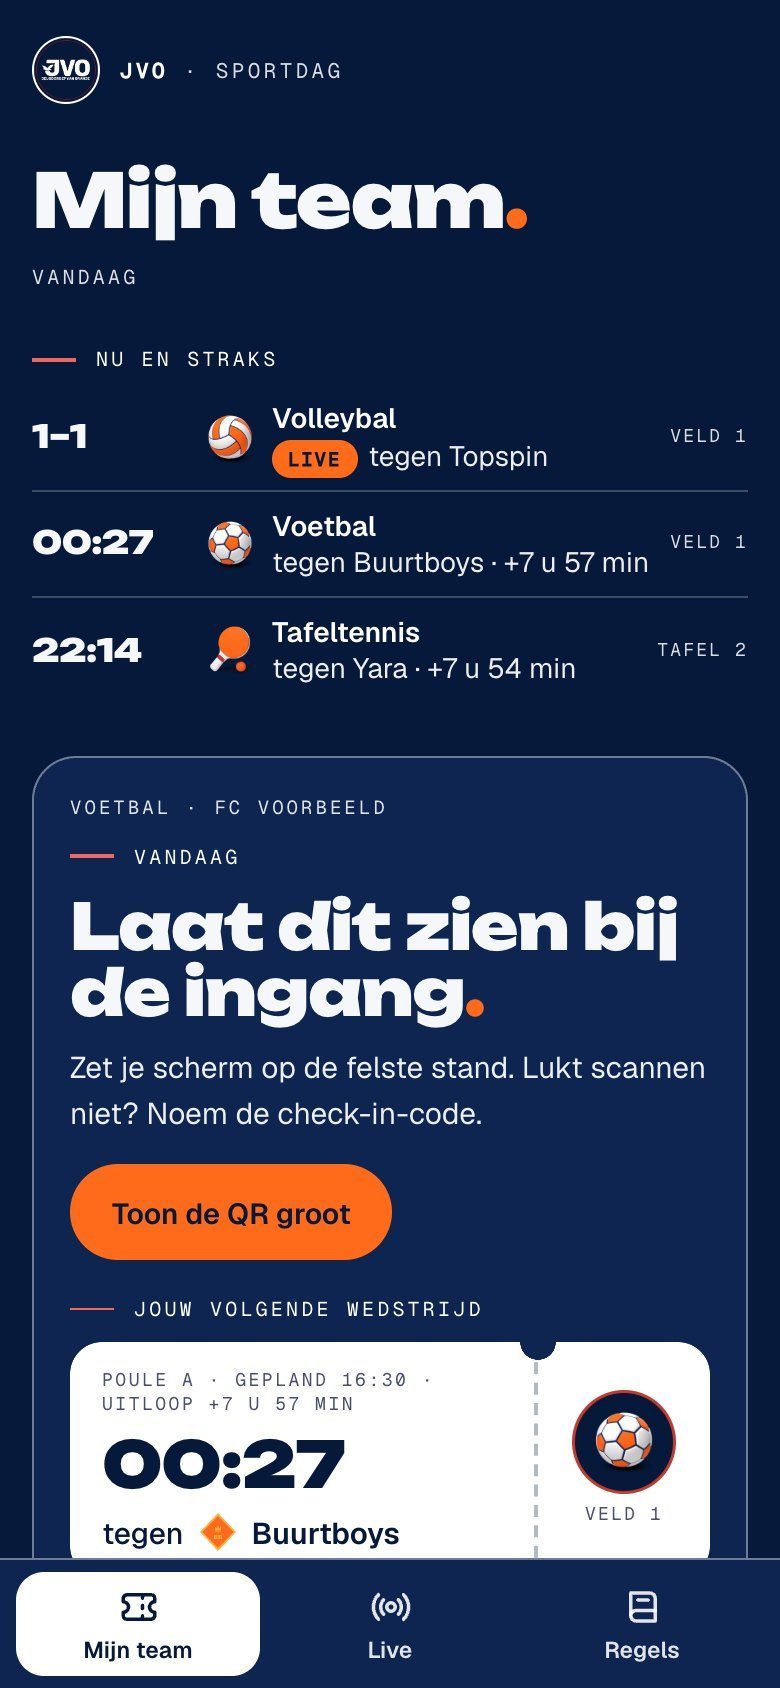 JVO
JVO · SPORTDAG
Mijn team.
VANDAAG
NU EN STRAKS
1–1
Volleybal
LIVE tegen Topspin
VELD 1
00:27
Voetbal
tegen Buurtboys · +7 u 57 min
VELD 1
22:14
Tafeltennis
tegen Yara · +7 u 54 min
TAFEL 2
VOETBAL · FC VOORBEELD
VANDAAG
Laat dit zien bij
de ingang.
Zet je scherm op de felste stand. Lukt scannen
niet? Noem de check-in-code.
Toon de QR groot
JOUW VOLGENDE WEDSTRIJD
POULE A · GEPLAND 16:30 ·
UITLOOP +7 U 57 MIN
00:27
tegen Buurtboys
VELD 1
Mijn team
Live
Regels